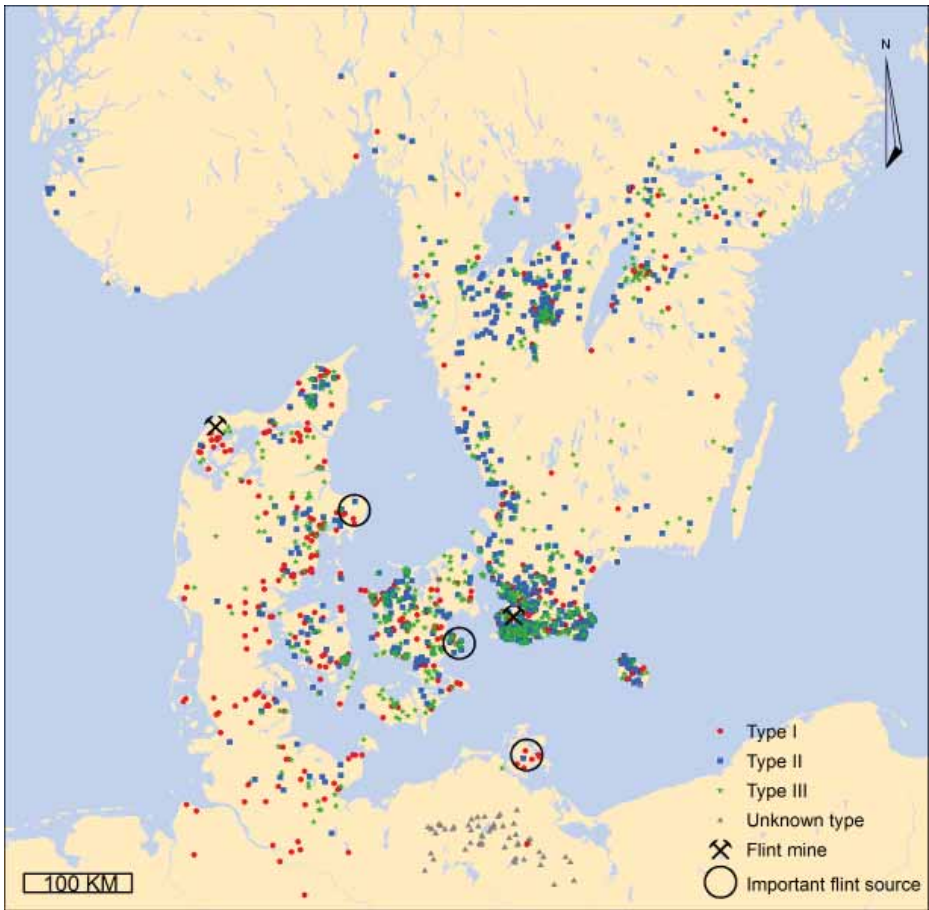 N
Type I
Type II
Type III
Unknown type
Flint mine
Important flint source
100 KM